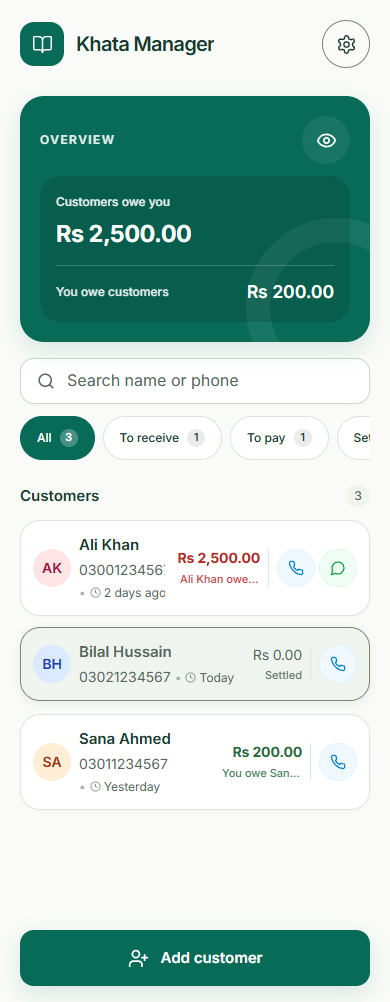 Khata Manager
OVERVIEW
Customers owe you
Rs 2,500.00
You owe customers Rs 200.00
Search name or phone
All 3 To receive 1 To pay 1 Set
Customers 3
AK
Ali Khan
0300123456
• 2 days ago
Rs 2,500.00
Ali Khan owe...
BH
Bilal Hussain
03021234567 • Today
Rs 0.00
Settled
SA
Sana Ahmed
03011234567
• Yesterday
Rs 200.00
You owe San...
Add customer